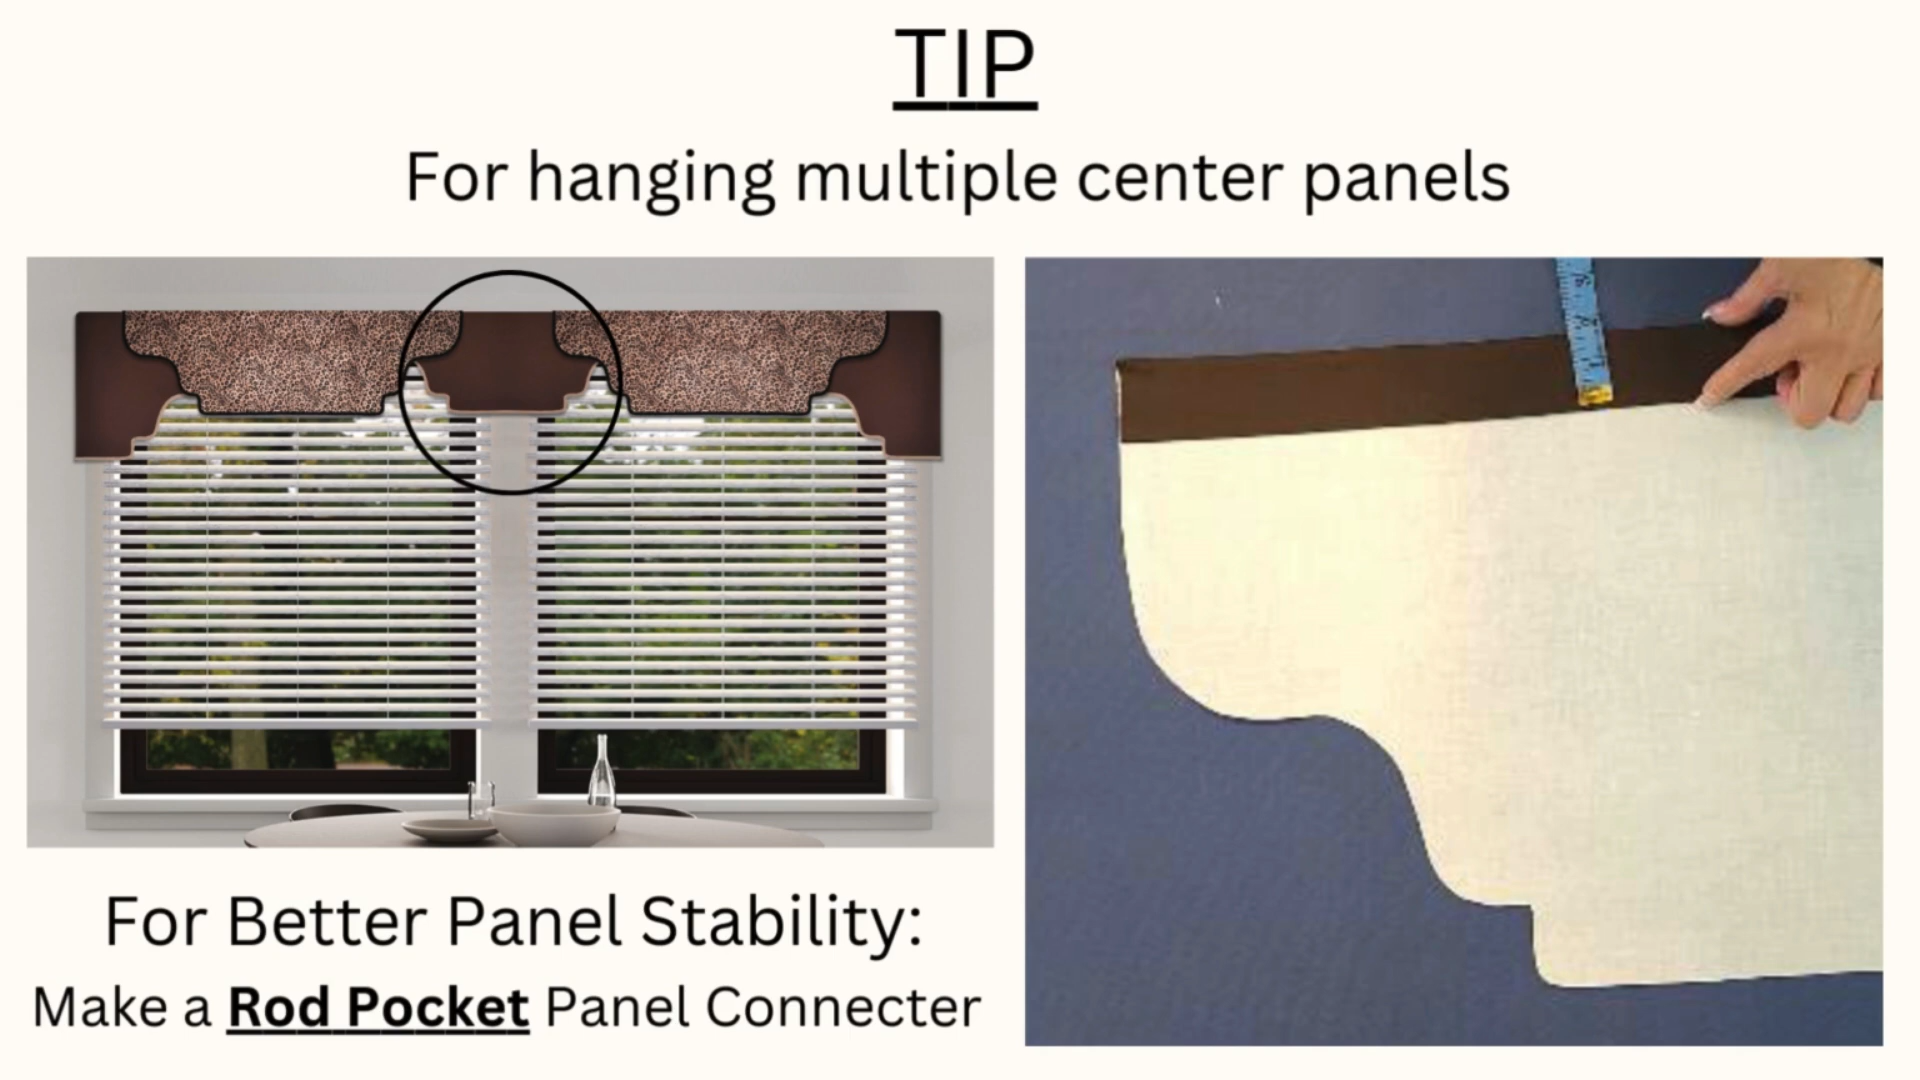 TIP
For hanging multiple center panels
For Better Panel Stability:
Make a Rod Pocket Panel Connecter